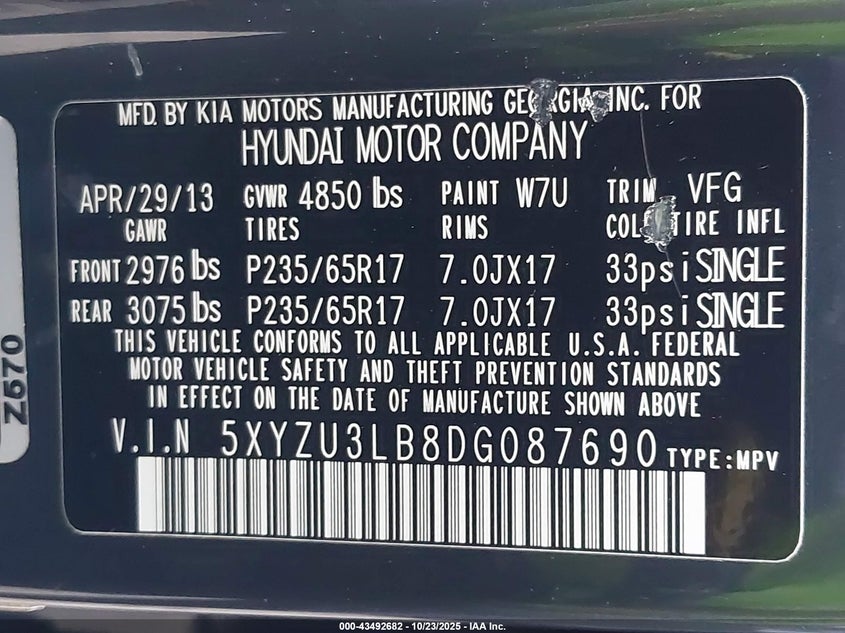 MFD. BY KIA MOTORS MANUFACTURING GEORGIA INC. FOR
HYUNDAI MOTOR COMPANY
APR/29/13 GVWR 4850 lbs PAINT W7U TRIM VFG
GAWR TIRES RIMS COLD TIRE INFL
FRONT 2976 lbs P235/65R17 7.0JX17 33psi SINGLE
REAR 3075 lbs P235/65R17 7.0JX17 33psi SINGLE
THIS VEHICLE CONFORMS TO ALL APPLICABLE U.S.A. FEDERAL
MOTOR VEHICLE SAFETY AND THEFT PREVENTION STANDARDS
IN EFFECT ON THE DATE OF MANUFACTURE SHOWN ABOVE
V.I.N 5XYZU3LB8DG087690 TYPE:MPV
Z670
000-43492682 - 10/23/2025 - IAA Inc.